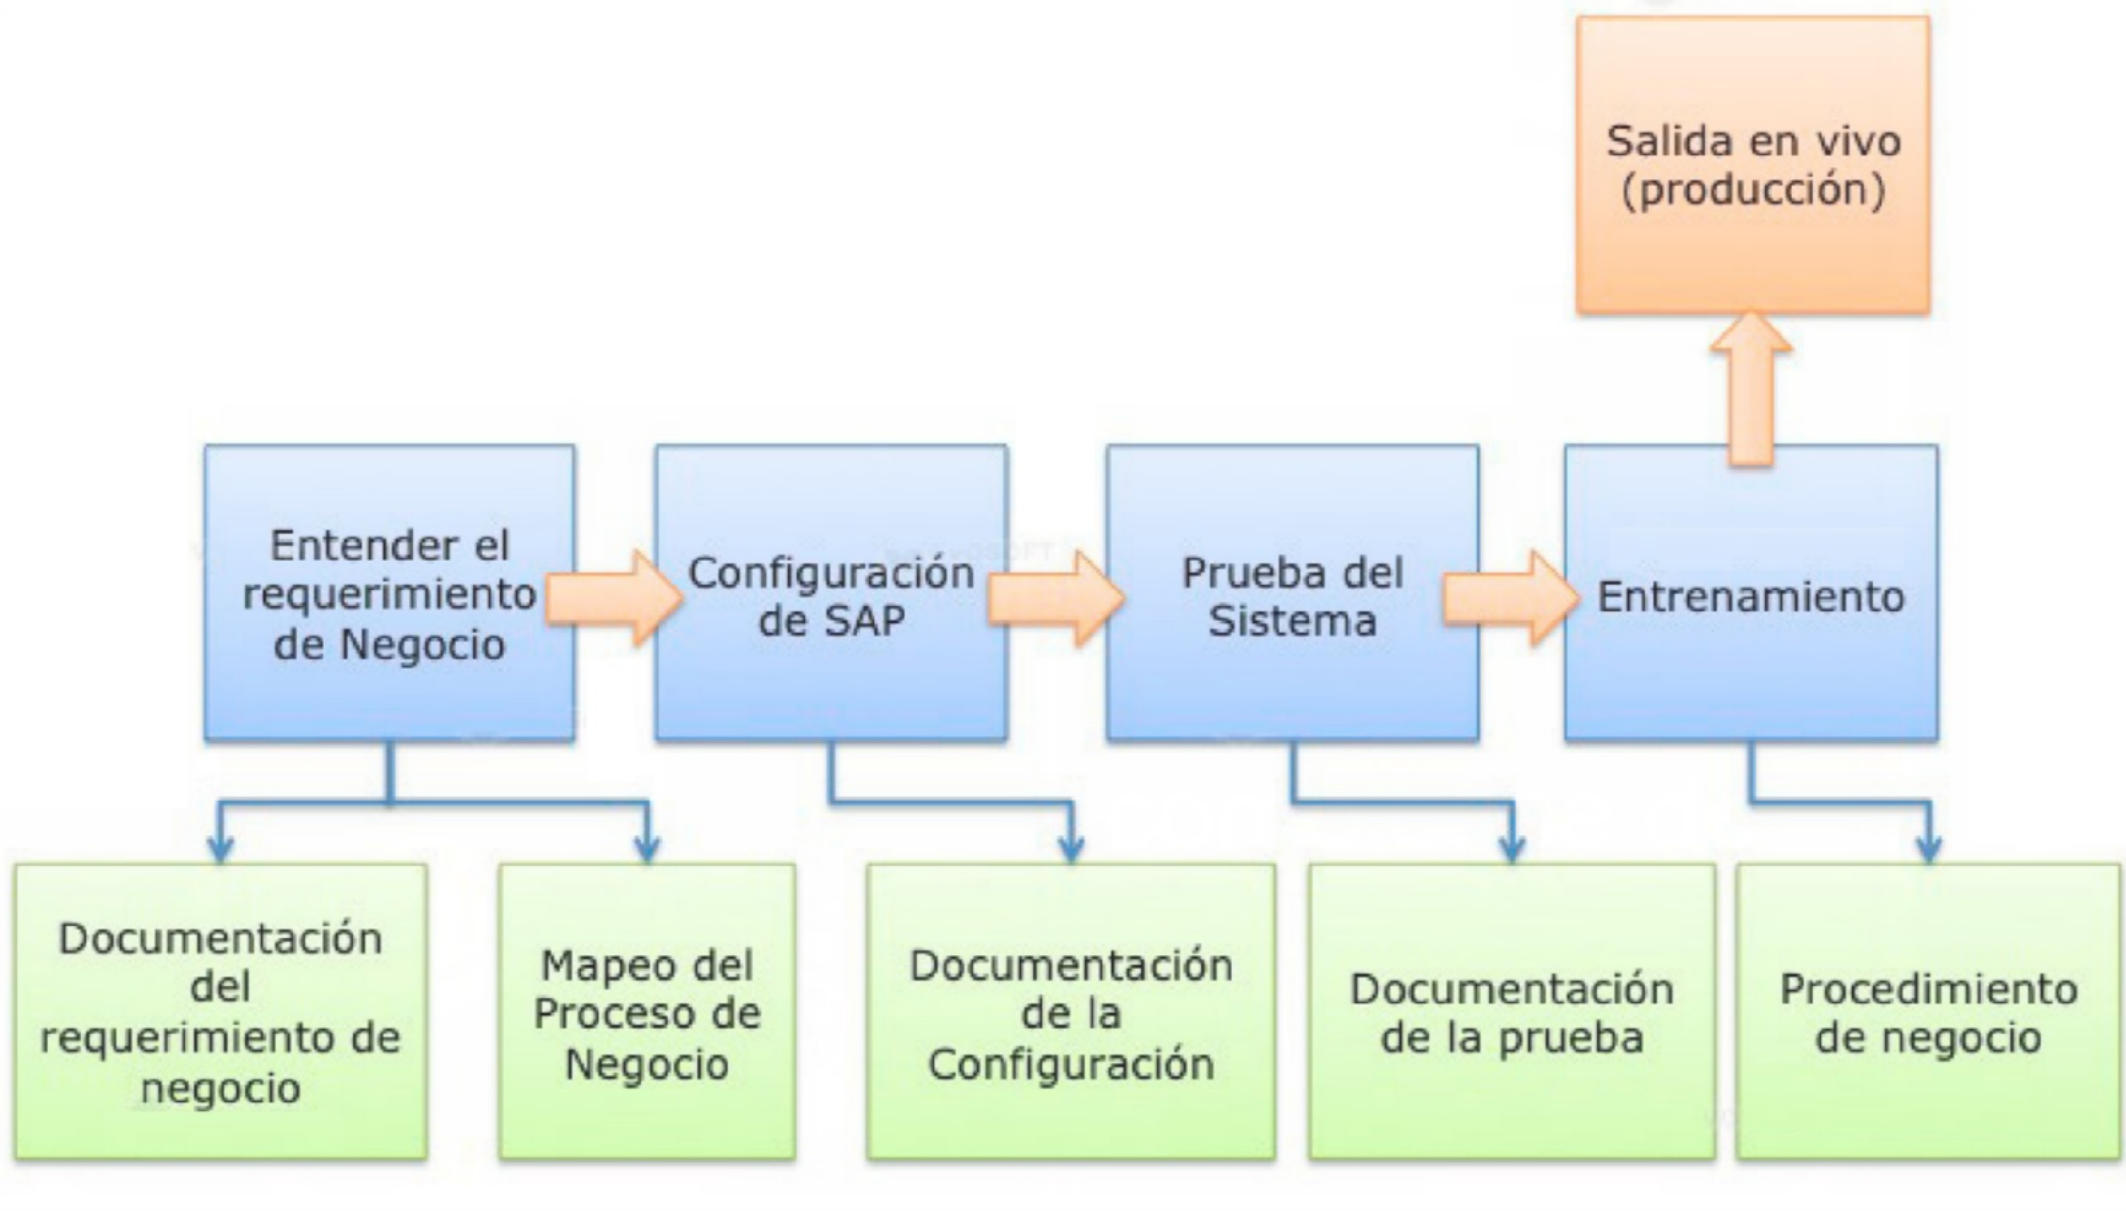 Salida en vivo
(producción)
Entender el
requerimiento
de Negocio
Configuración
de SAP
Prueba del
Sistema
Entrenamiento
Documentación
del
requerimiento de
negocio
Mapeo del
Proceso de
Negocio
Documentación
de la
Configuración
Documentación
de la prueba
Procedimiento
de negocio